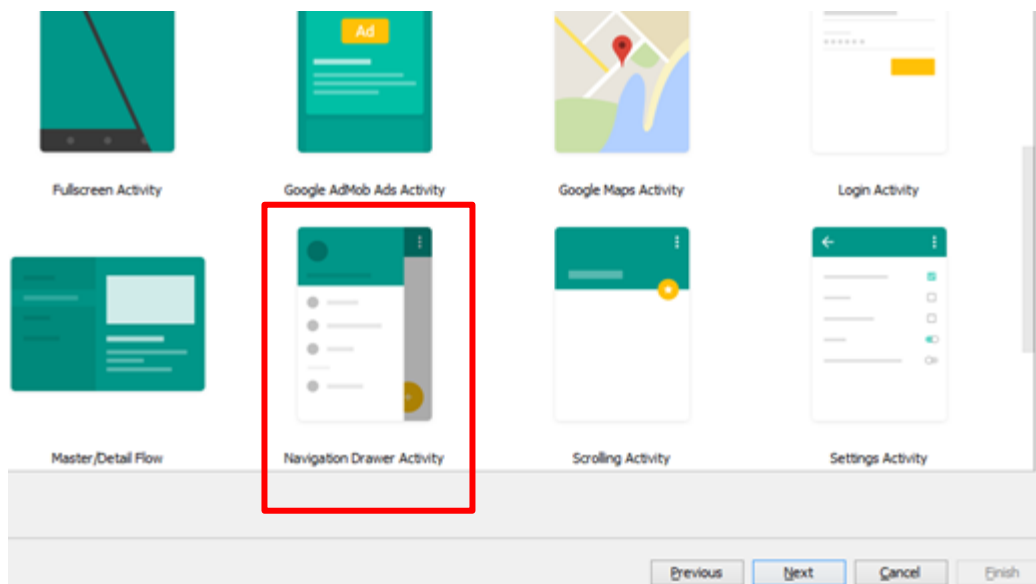 Ad
Fullscreen Activity
Google AdMob Ads Activity
Google Maps Activity
Login Activity
Master/Detail Flow
Navigation Drawer Activity
Scrolling Activity
Settings Activity
Previous
Next
Cancel
Finish